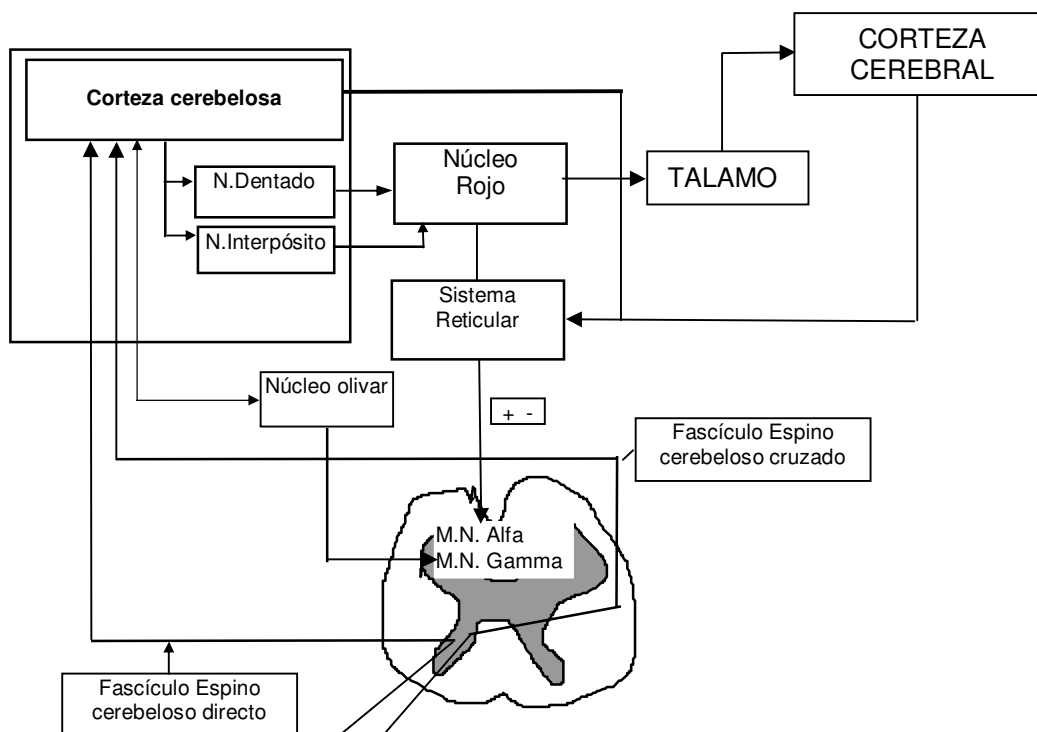 CORTEZA
CEREBRAL
Corteza cerebelosa
Núcleo
Rojo
TALAMO
N.Dentado
N.Interpósito
Sistema
Reticular
Núcleo olivar
+ -
Fascículo Espino
cerebeloso cruzado
M.N. Alfa
M.N. Gamma
Fascículo Espino
cerebeloso directo